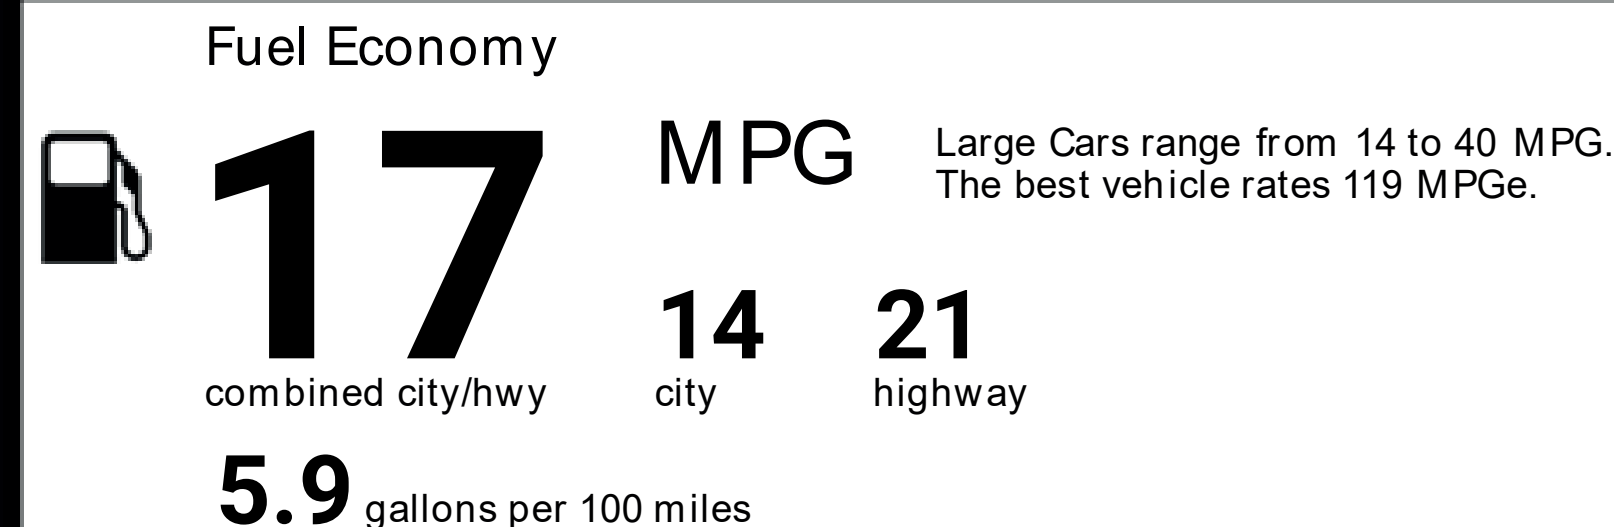 Fuel Economy
17
MPG
Large Cars range from 14 to 40 MPG.
The best vehicle rates 119 MPGe.
14
21
combined city/hwy
city
highway
5.9 gallons per 100 miles